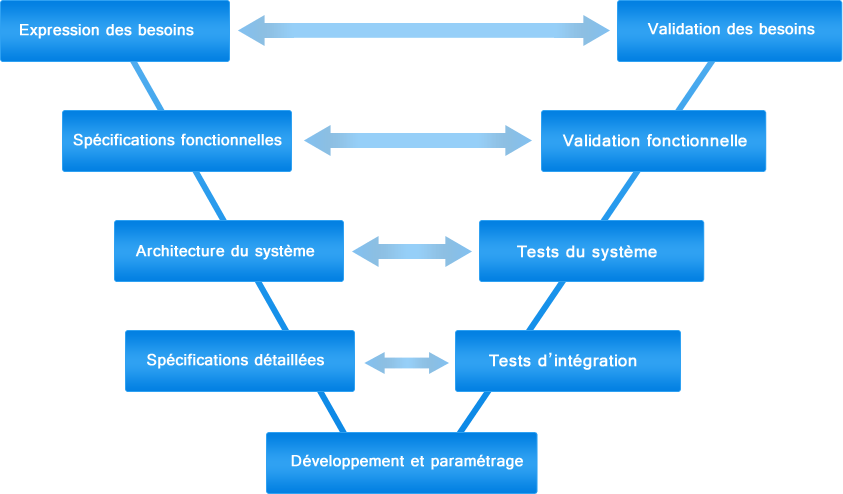 Expression des besoins
Validation des besoins
Spécifications fonctionnelles
Validation fonctionnelle
Architecture du système
Tests du système
Spécifications détaillées
Tests d’intégration
Développement et paramétrage